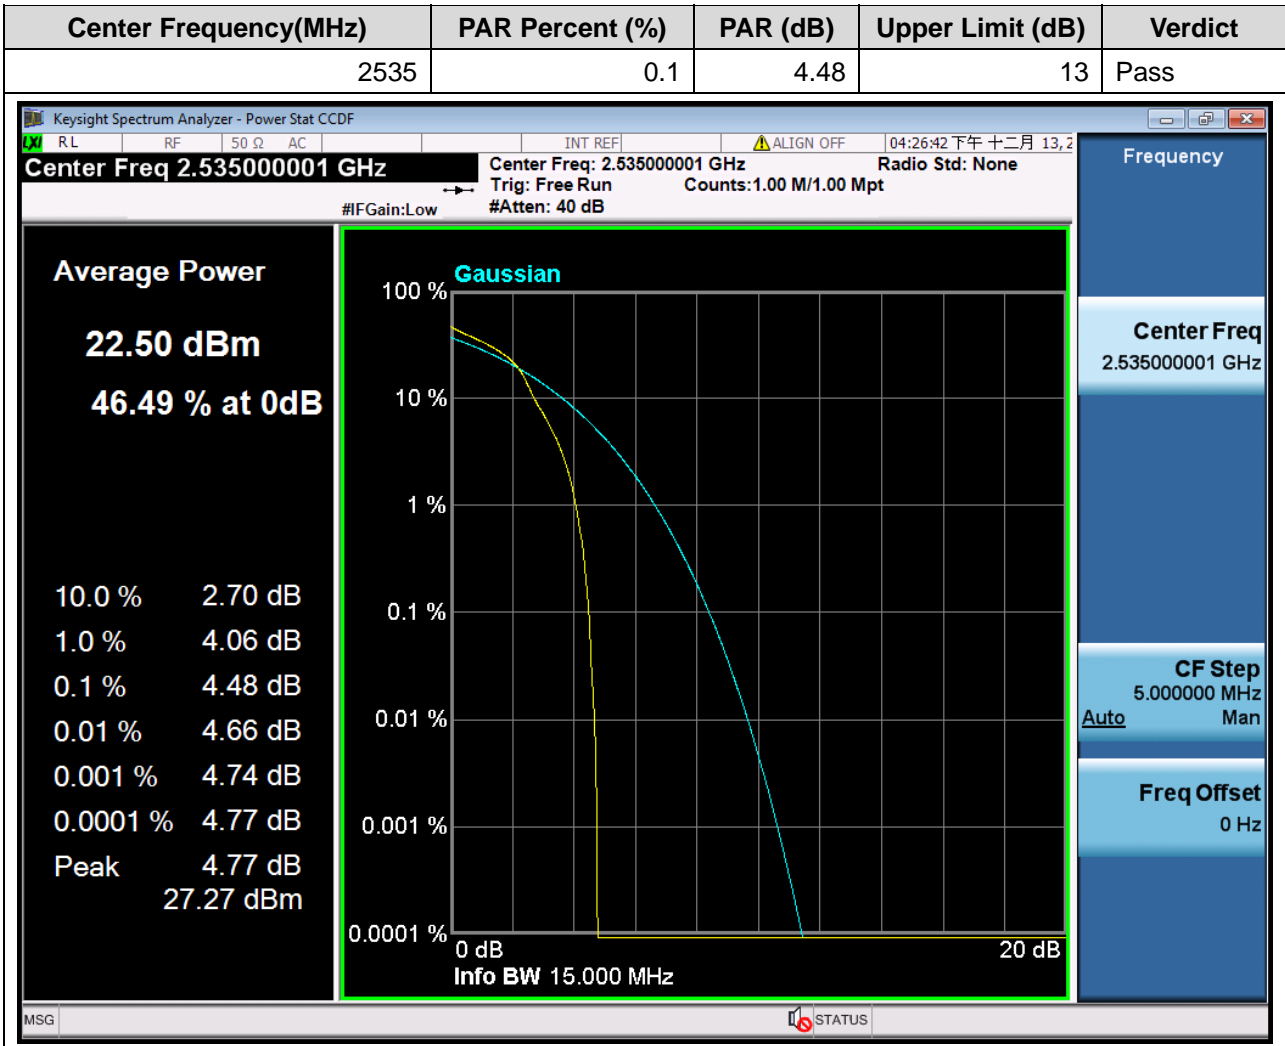 Center Frequency(MHz) PAR Percent (%) PAR (dB) Upper Limit (dB) Verdict
2535 0.1 4.48 13 Pass
Keysight Spectrum Analyzer - Power Stat CCDF
LXI RL RF 50 Ω AC INT REF ALIGN OFF 04:26:42 下午 十二月 13, 2
Center Freq 2.535000001 GHz
Center Freq: 2.535000001 GHz Radio Std: None
Trig: Free Run Counts:1.00 M/1.00 Mpt
#IFGain:Low #Atten: 40 dB
Frequency
Average Power
22.50 dBm
46.49 % at 0dB
10.0 % 2.70 dB
1.0 % 4.06 dB
0.1 % 4.48 dB
0.01 % 4.66 dB
0.001 % 4.74 dB
0.0001 % 4.77 dB
Peak 4.77 dB
27.27 dBm
Gaussian
100 %
10 %
1 %
0.1 %
0.01 %
0.001 %
0.0001 %
0 dB 20 dB
Info BW 15.000 MHz
Center Freq
2.535000001 GHz
CF Step
5.000000 MHz
Auto Man
Freq Offset
0 Hz
MSG STATUS